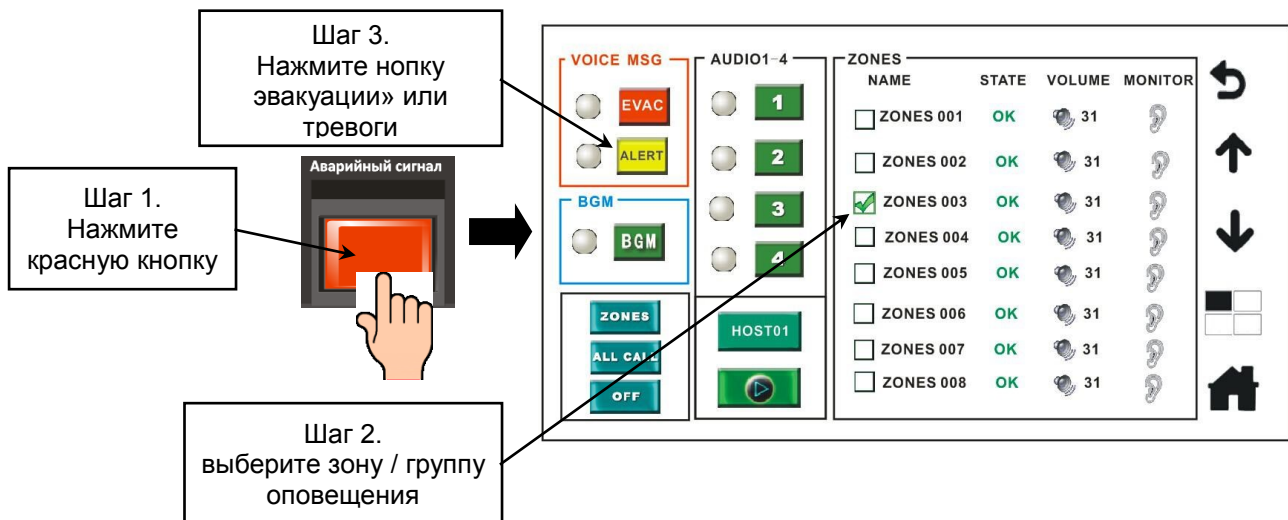 Шаг 3.
Нажмите нопку
эвакуации» или
тревоги
Аварийный сигнал
Шаг 1.
Нажмите
красную кнопку
Шаг 2.
выберите зону / группу
оповещения
VOICE MSG
EVAC
ALERT
BGM
BGM
ZONES
ALL CALL
OFF
AUDIO1-4
1
2
3
4
HOST01
ZONES
NAME STATE VOLUME MONITOR
ZONES 001 OK 31
ZONES 002 OK 31
ZONES 003 OK 31
ZONES 004 OK 31
ZONES 005 OK 31
ZONES 006 OK 31
ZONES 007 OK 31
ZONES 008 OK 31